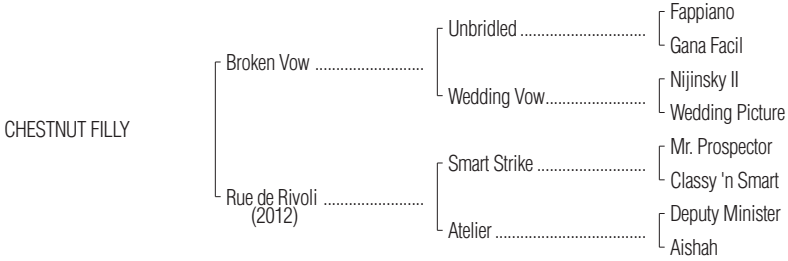 Fappiano
Unbridled
Gana Facil
Broken Vow
Nijinsky II
Wedding Vow
Wedding Picture
CHESTNUT FILLY
Mr. Prospector
Smart Strike
Classy 'n Smart
Rue de Rivoli
(2012)
Deputy Minister
Atelier
Aishah